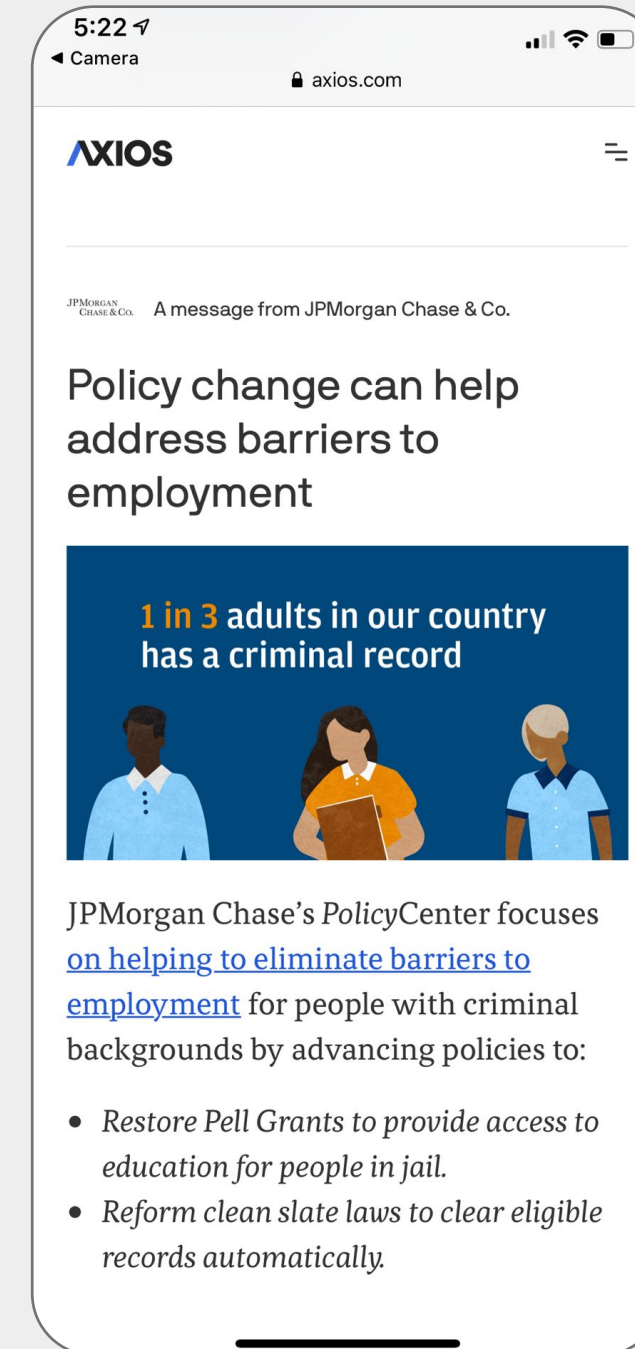 5:22
◀ Camera
axios.com
AXIOS
JPMORGAN
CHASE & CO.
A message from JPMorgan Chase & Co.
Policy change can help
address barriers to
employment
1 in 3 adults in our country
has a criminal record
JPMorgan Chase’s PolicyCenter focuses
on helping to eliminate barriers to
employment for people with criminal
backgrounds by advancing policies to:
• Restore Pell Grants to provide access to
education for people in jail.
• Reform clean slate laws to clear eligible
records automatically.